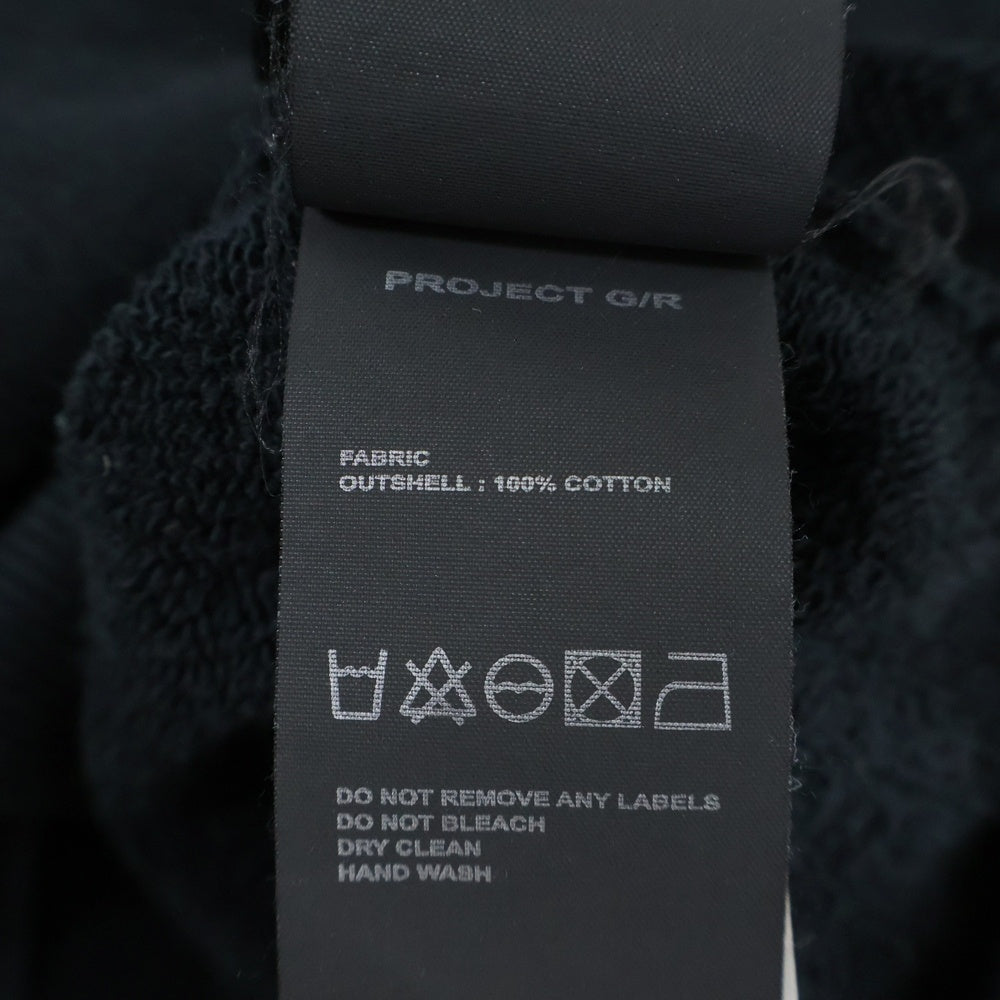 PROJECT G/R
FABRIC
OUTSHELL : 100% COTTON
DO NOT REMOVE ANY LABELS
DO NOT BLEACH
DRY CLEAN
HAND WASH